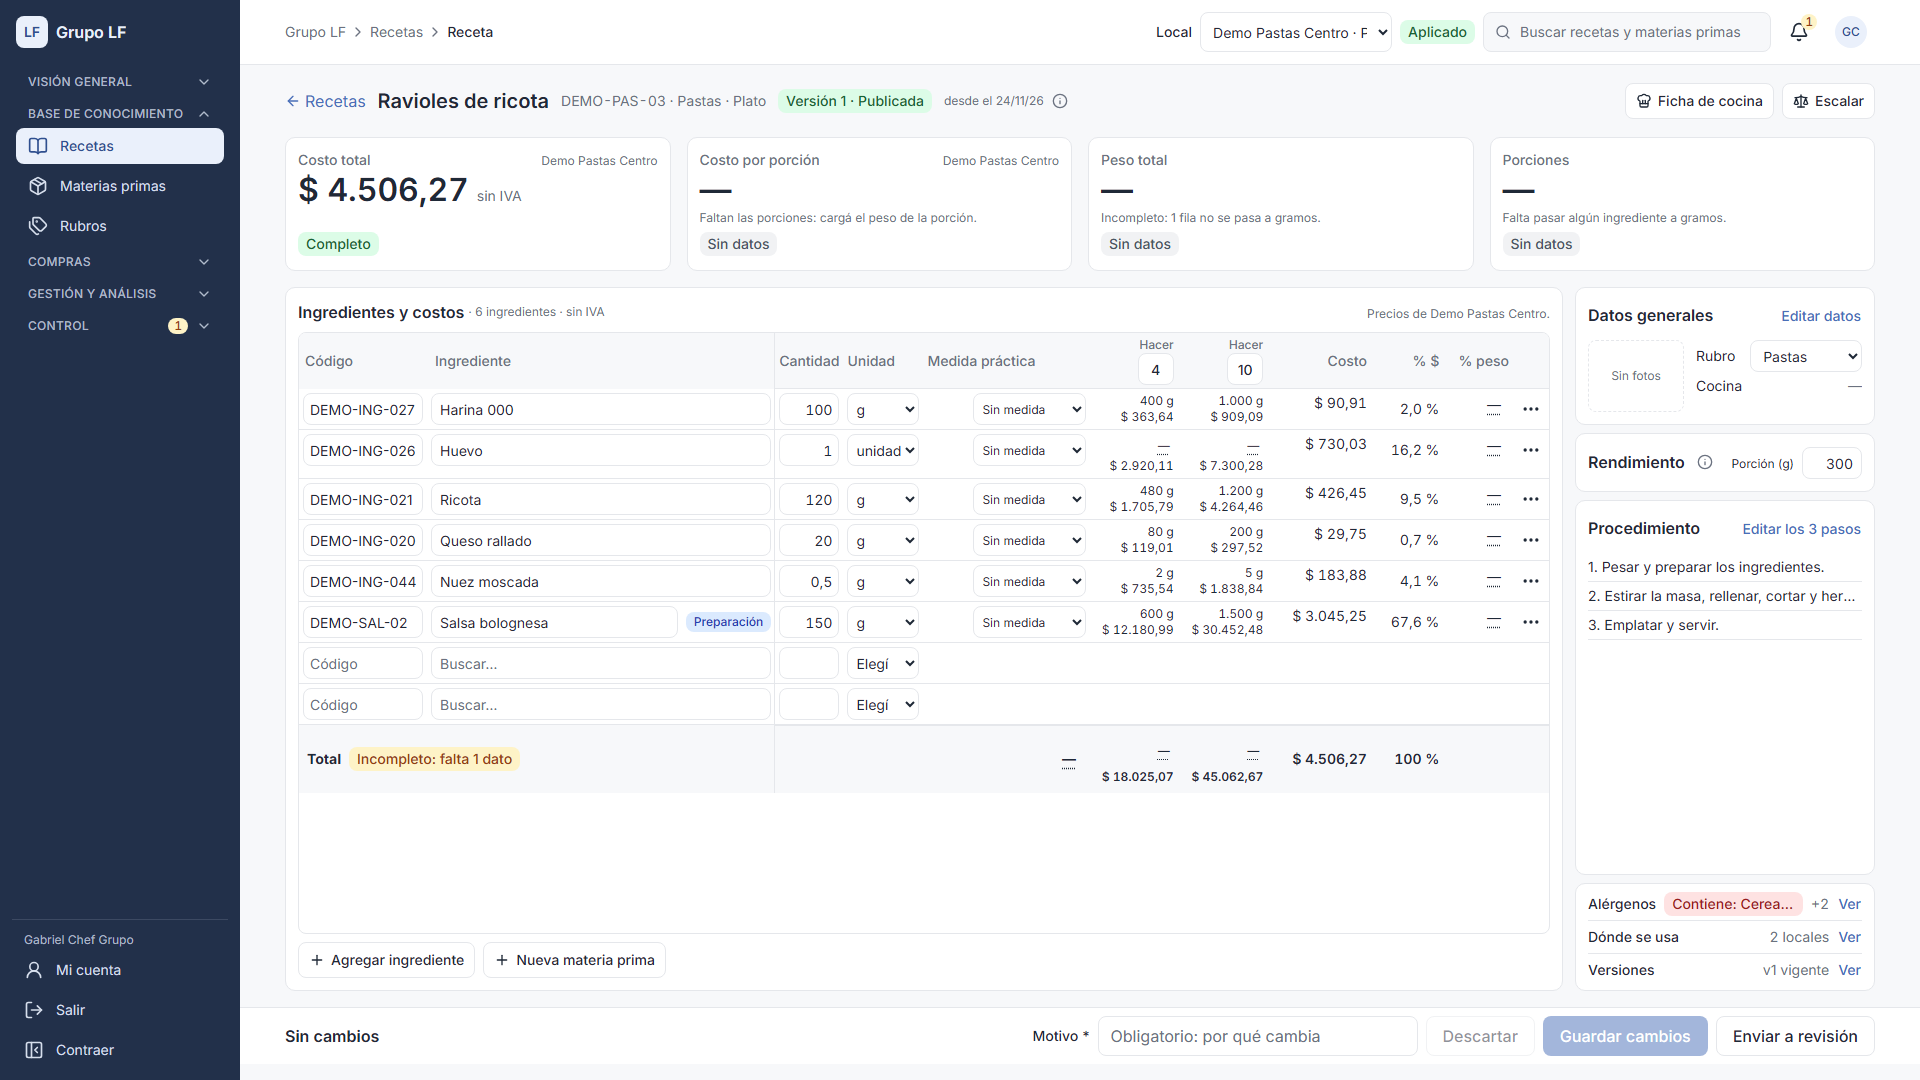 LF Grupo LF
VISIÓN GENERAL
BASE DE CONOCIMIENTO
Recetas
Materias primas
Rubros
COMPRAS
GESTIÓN Y ANÁLISIS
CONTROL 1
Gabriel Chef Grupo
Mi cuenta
Salir
Contraer
Grupo LF > Recetas > Receta
Local Demo Pastas Centro · P Aplicado Buscar recetas y materias primas 1 GC
← Recetas Ravioles de ricota DEMO-PAS-03 · Pastas · Plato Versión 1 · Publicada desde el 24/11/26
Ficha de cocina Escalar
Costo total Demo Pastas Centro
$ 4.506,27 sin IVA
Completo
Costo por porción Demo Pastas Centro
—
Faltan las porciones: cargá el peso de la porción.
Sin datos
Peso total
—
Incompleto: 1 fila no se pasa a gramos.
Sin datos
Porciones
—
Falta pasar algún ingrediente a gramos.
Sin datos
Ingredientes y costos · 6 ingredientes · sin IVA Precios de Demo Pastas Centro.
Código Ingrediente Cantidad Unidad Medida práctica Hacer 4 Hacer 10 Costo % $ % peso
DEMO-ING-027 Harina 000 100 g Sin medida 400 g $ 363,64 1.000 g $ 909,09 $ 90,91 2,0 % — •••
DEMO-ING-026 Huevo 1 unidad Sin medida — $ 2.920,11 — $ 7.300,28 $ 730,03 16,2 % — •••
DEMO-ING-021 Ricota 120 g Sin medida 480 g $ 1.705,79 1.200 g $ 4.264,46 $ 426,45 9,5 % — •••
DEMO-ING-020 Queso rallado 20 g Sin medida 80 g $ 119,01 200 g $ 297,52 $ 29,75 0,7 % — •••
DEMO-ING-044 Nuez moscada 0,5 g Sin medida 2 g $ 735,54 5 g $ 1.838,84 $ 183,88 4,1 % — •••
DEMO-SAL-02 Salsa bolognesa Preparación 150 g Sin medida 600 g $ 12.180,99 1.500 g $ 30.452,48 $ 3.045,25 67,6 % — •••
Código Buscar... Elegí
Código Buscar... Elegí
Total Incompleto: falta 1 dato — — $ 18.025,07 — $ 45.062,67 $ 4.506,27 100 %
+ Agregar ingrediente + Nueva materia prima
Datos generales Editar datos
Sin fotos
Rubro Pastas
Cocina —
Rendimiento Porción (g) 300
Procedimiento Editar los 3 pasos
1. Pesar y preparar los ingredientes.
2. Estirar la masa, rellenar, cortar y her...
3. Emplatar y servir.
Alérgenos Contiene: Cerea... +2 Ver
Dónde se usa 2 locales Ver
Versiones v1 vigente Ver
Sin cambios Motivo * Obligatorio: por qué cambia Descartar Guardar cambios Enviar a revisión